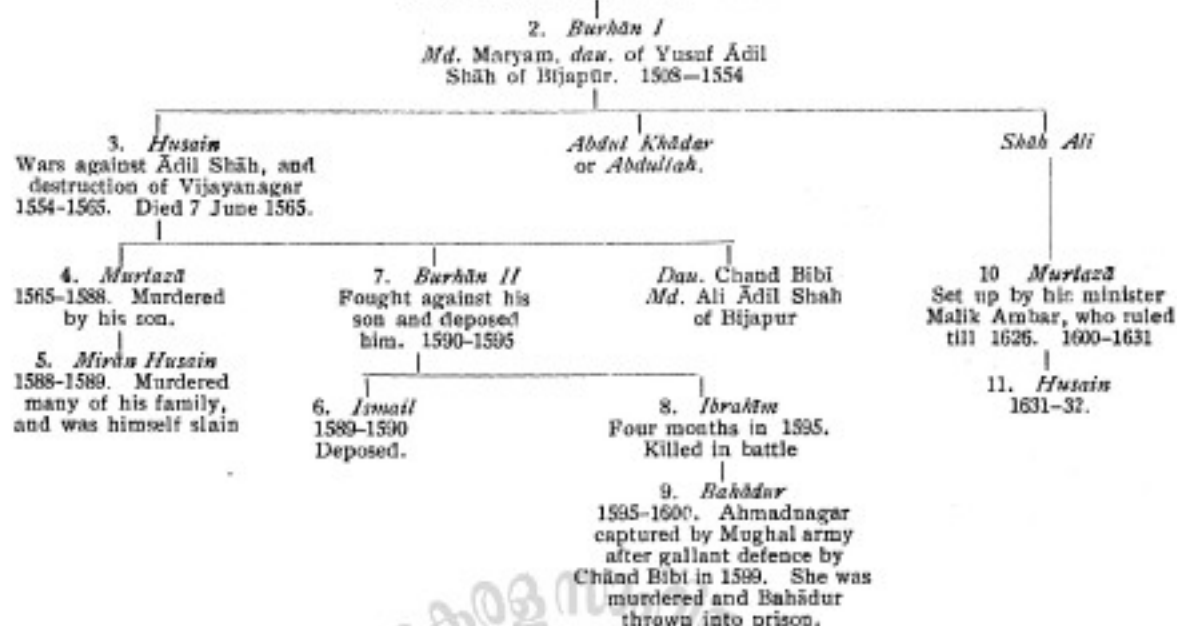 2. Burhān I
Md. Maryam, dau. of Yusuf Ādil
Shāh of Bijapūr. 1508—1554
3. Husain
Wars against Ādil Shāh, and
destruction of Vijayanagar
1554-1565. Died 7 June 1565.
Abdul Khādar
or Abdullah.
Shāh Ali
4. Murtazā
1565-1588. Murdered
by his son.
7. Burhān II
Fought against his
son and deposed
him. 1590-1595
Dau. Chand Bibī
Md. Ali Ādil Shah
of Bijapur
10 Murtazā
Set up by his minister
Malik Ambar, who ruled
till 1626. 1600-1631
5. Mirān Husain
1588-1589. Murdered
many of his family,
and was himself slain
6. Ismail
1589-1590
Deposed.
8. Ibrahīm
Four months in 1595.
Killed in battle
11. Husain
1631-32.
9. Bahādur
1595-1600. Ahmadnagar
captured by Mughal army
after gallant defence by
Chānd Bibī in 1599. She was
murdered and Bahādur
thrown into prison.